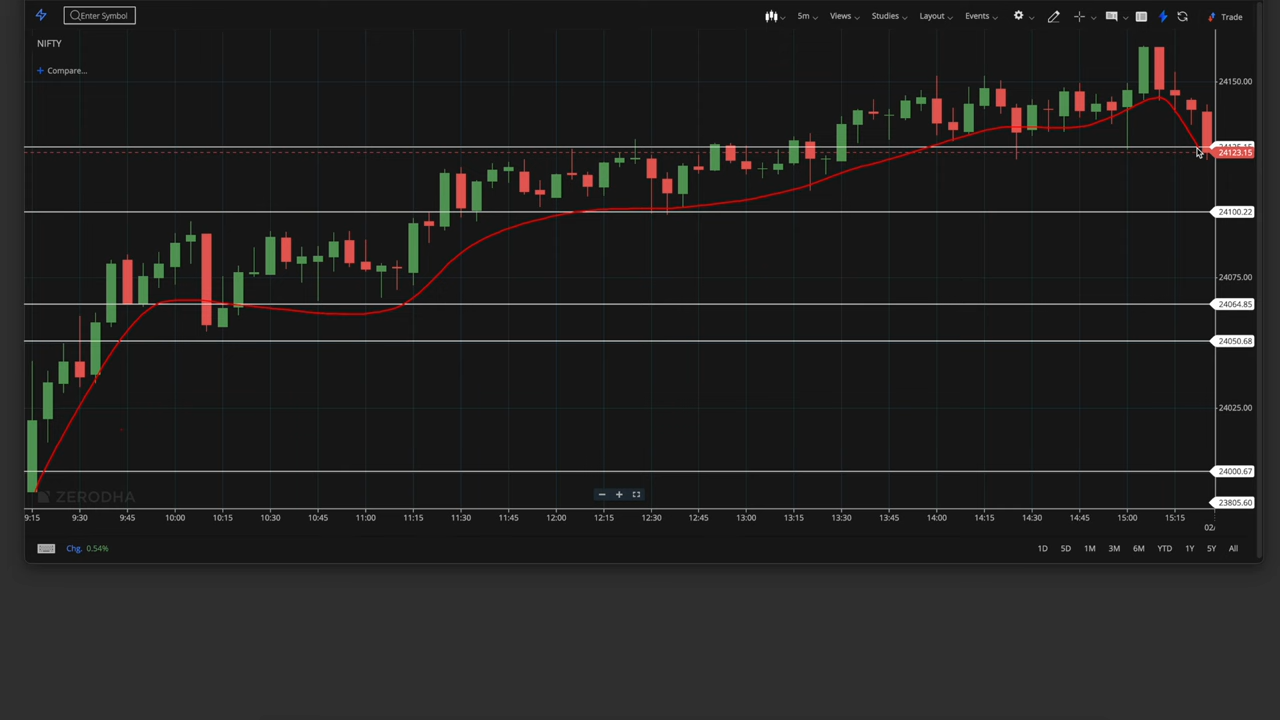 Enter Symbol
5m
Views
Studies
Layout
Events
Trade
NIFTY
+ Compare...
24150.00
24123.15
24100.22
24075.00
24064.85
24050.68
24025.00
24000.67
23805.60
ZERODHA
9:15 9:30 9:45 10:00 10:15 10:30 10:45 11:00 11:15 11:30 11:45 12:00 12:15 12:30 12:45 13:00 13:15 13:30 13:45 14:00 14:15 14:30 14:45 15:00 15:15
02/
Chg. 0.54%
1D 5D 1M 3M 6M YTD 1Y 5Y All